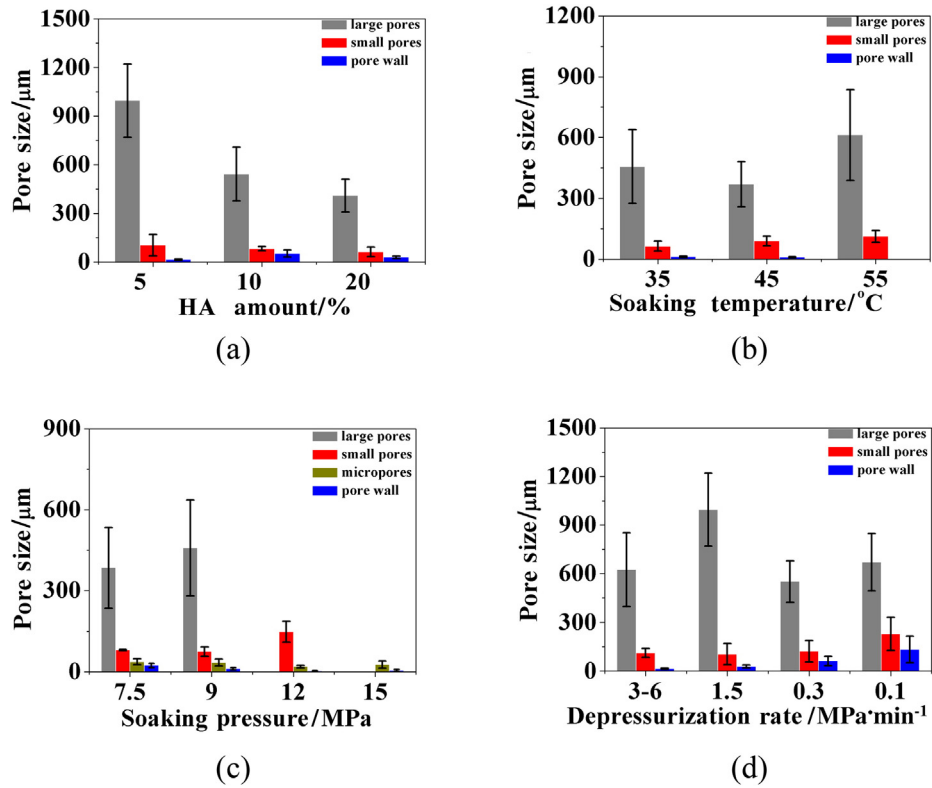 1500
1200
900
600
300
0
Pore size/μm
large pores
small pores
pore wall
5 10 20
HA amount/%
(a)
1200
900
600
300
0
Pore size/μm
large pores
small pores
pore wall
35 45 55
Soaking temperature/°C
(b)
900
600
300
0
Pore size/μm
large pores
small pores
micropores
pore wall
7.5 9 12 15
Soaking pressure/MPa
(c)
1500
1200
900
600
300
0
Pore size/μm
large pores
small pores
pore wall
3-6 1.5 0.3 0.1
Depressurization rate/MPa·min⁻¹
(d)